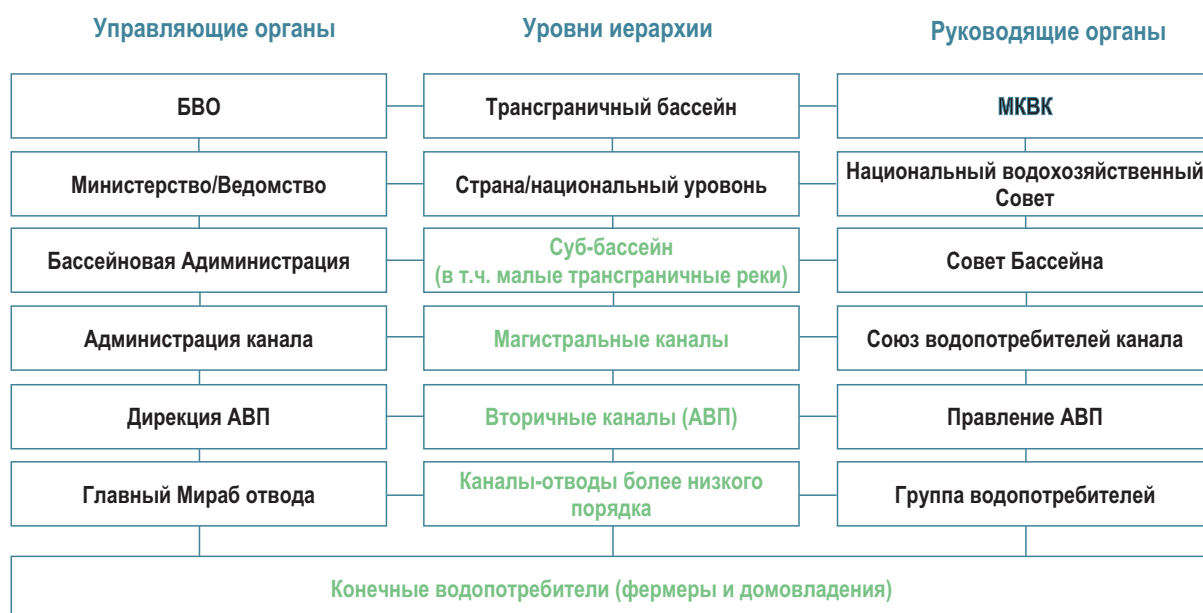 Управляющие органы
Уровни иерархии
Руководящие органы
БВО
Трансграничный бассейн
МКВК
Министерство/Ведомство
Страна/национальный уровонь
Национальный водохозяйственный
Совет
Бассейновая Адиминистрация
Суб-бассейн
(в т.ч. малые трансграничные реки)
Совет Бассейна
Администрация канала
Магистральные каналы
Союз водопотребителей канала
Дирекция АВП
Вторичные каналы (АВП)
Правление АВП
Главный Мираб отвода
Каналы-отводы более низкого
порядка
Группа водопотребителей
Конечные водопотребители (фермеры и домовладения)